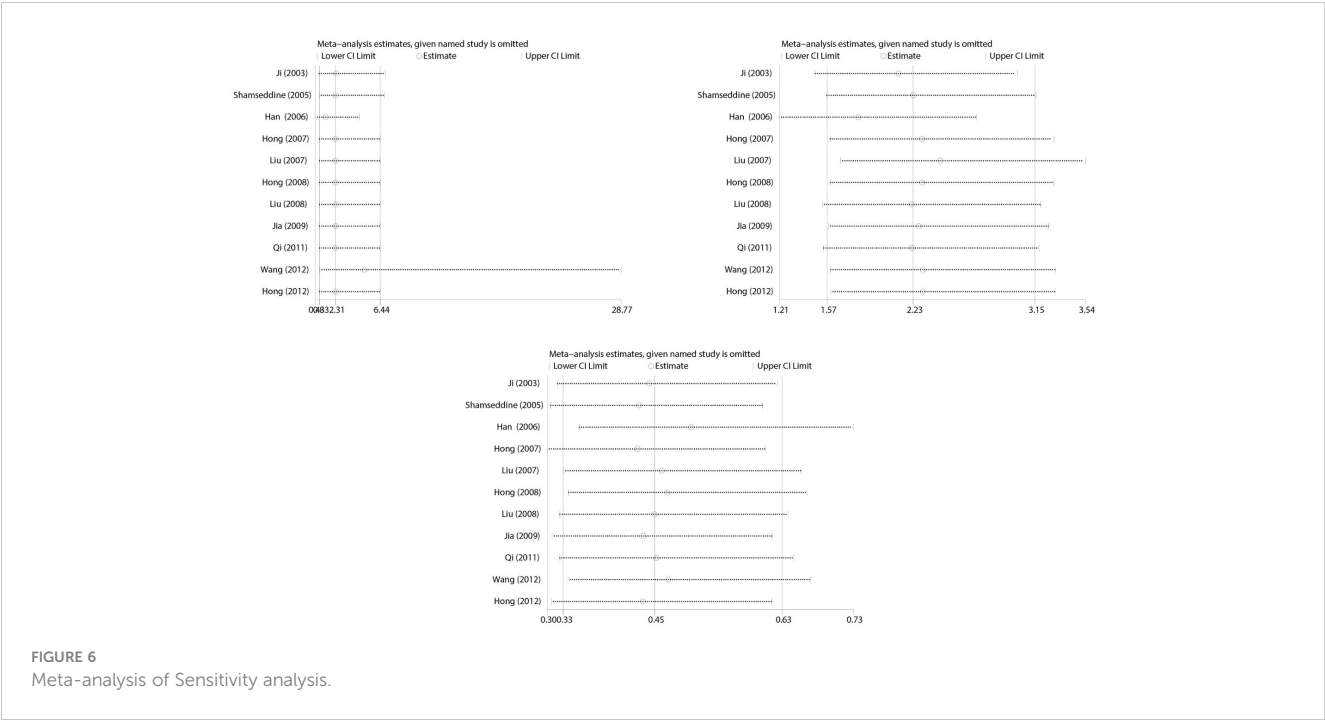 Meta−analysis estimates, given named study is omitted
Lower CI Limit Estimate Upper CI Limit
Ji (2003)
Shamseddine (2005)
Han (2006)
Hong (2007)
Liu (2007)
Hong (2008)
Liu (2008)
Jia (2009)
Qi (2011)
Wang (2012)
Hong (2012)
2.31 6.44 28.77
Meta−analysis estimates, given named study is omitted
Lower CI Limit Estimate Upper CI Limit
Ji (2003)
Shamseddine (2005)
Han (2006)
Hong (2007)
Liu (2007)
Hong (2008)
Liu (2008)
Jia (2009)
Qi (2011)
Wang (2012)
Hong (2012)
1.21 1.57 2.23 3.15 3.54
Meta−analysis estimates, given named study is omitted
Lower CI Limit Estimate Upper CI Limit
Ji (2003)
Shamseddine (2005)
Han (2006)
Hong (2007)
Liu (2007)
Hong (2008)
Liu (2008)
Jia (2009)
Qi (2011)
Wang (2012)
Hong (2012)
0.30 0.33 0.45 0.63 0.73
FIGURE 6
Meta-analysis of Sensitivity analysis.